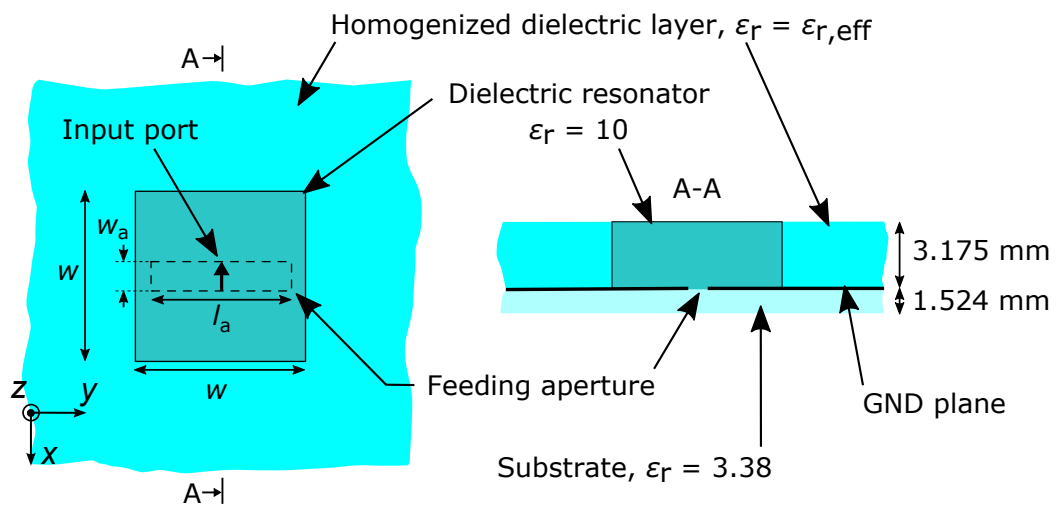 Homogenized dielectric layer, εr = εr,eff
A
Dielectric resonator
εr = 10
Input port
A-A
wa
w
la
3.175 mm
1.524 mm
w
Feeding aperture
GND plane
z
y
x
Substrate, εr = 3.38
A